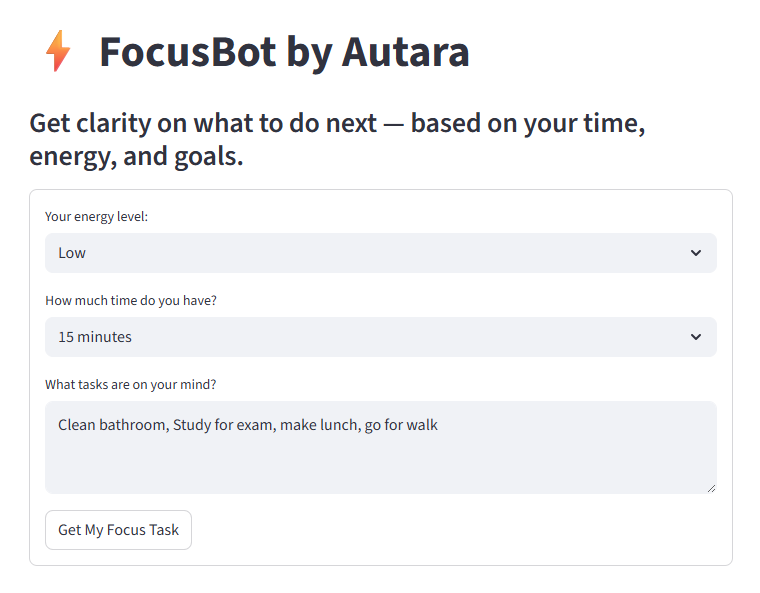 FocusBot by Autara
Get clarity on what to do next — based on your time,
energy, and goals.
Your energy level:
Low
How much time do you have?
15 minutes
What tasks are on your mind?
Clean bathroom, Study for exam, make lunch, go for walk
Get My Focus Task